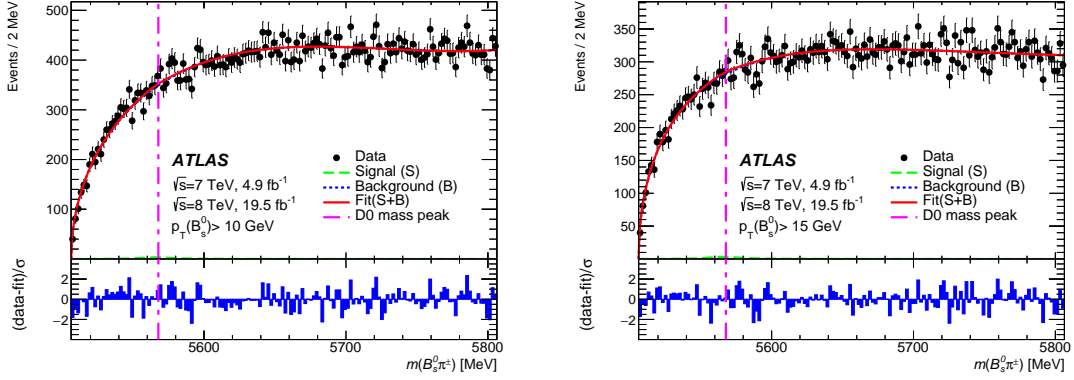 Events / 2 MeV
500
400
300
200
100
ATLAS
√s=7 TeV, 4.9 fb⁻¹
√s=8 TeV, 19.5 fb⁻¹
p_T(B_s^0)> 10 GeV
Data
Signal (S)
Background (B)
Fit(S+B)
D0 mass peak
(data-fit)/σ
2
0
−2
5600
5700
5800
m(B_s^0π^±) [MeV]
Events / 2 MeV
350
300
250
200
150
100
50
ATLAS
√s=7 TeV, 4.9 fb⁻¹
√s=8 TeV, 19.5 fb⁻¹
p_T(B_s^0)> 15 GeV
Data
Signal (S)
Background (B)
Fit(S+B)
D0 mass peak
(data-fit)/σ
2
0
−2
5600
5700
5800
m(B_s^0π^±) [MeV]